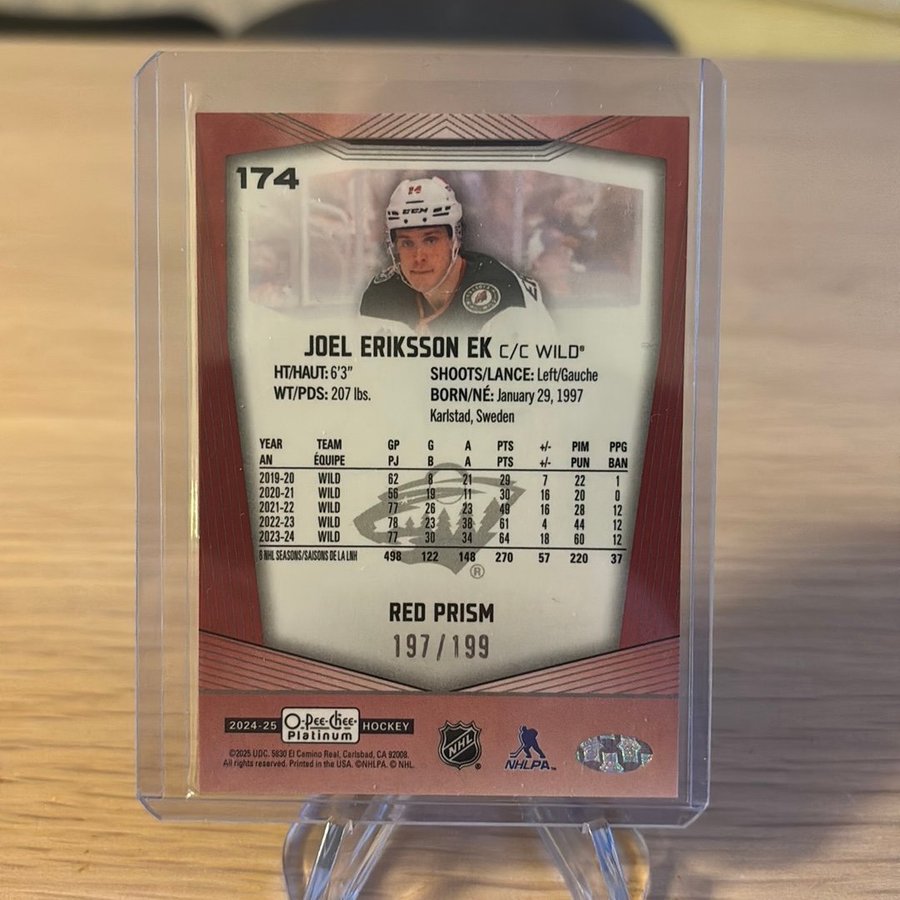 174
14
CCM
JOEL ERIKSSON EK C/C WILD®
HT/HAUT: 6'3"
WT/PDS: 207 lbs.
SHOOTS/LANCE: Left/Gauche
BORN/NÉ: January 29, 1997
Karlstad, Sweden
YEAR TEAM GP G A PTS +/- PIM PPG
AN ÉQUIPE PJ B A PTS +/- PUN BAN
2019-20 WILD 62 8 21 29 7 22 1
2020-21 WILD 56 19 11 30 16 20 0
2021-22 WILD 77 26 23 49 16 28 12
2022-23 WILD 78 23 38 61 4 44 12
2023-24 WILD 77 30 34 64 18 60 12
8 NHL SEASONS/SAISONS DE LA LNH 498 122 148 270 57 220 37
®
RED PRISM
197/199
2024-25 O-Pee-Chee Platinum HOCKEY
©2025 UDC. 5830 El Camino Real, Carlsbad, CA 92008.
All rights reserved. Printed in the USA. ©NHLPA. © NHL.
NHL ®
NHLPA™